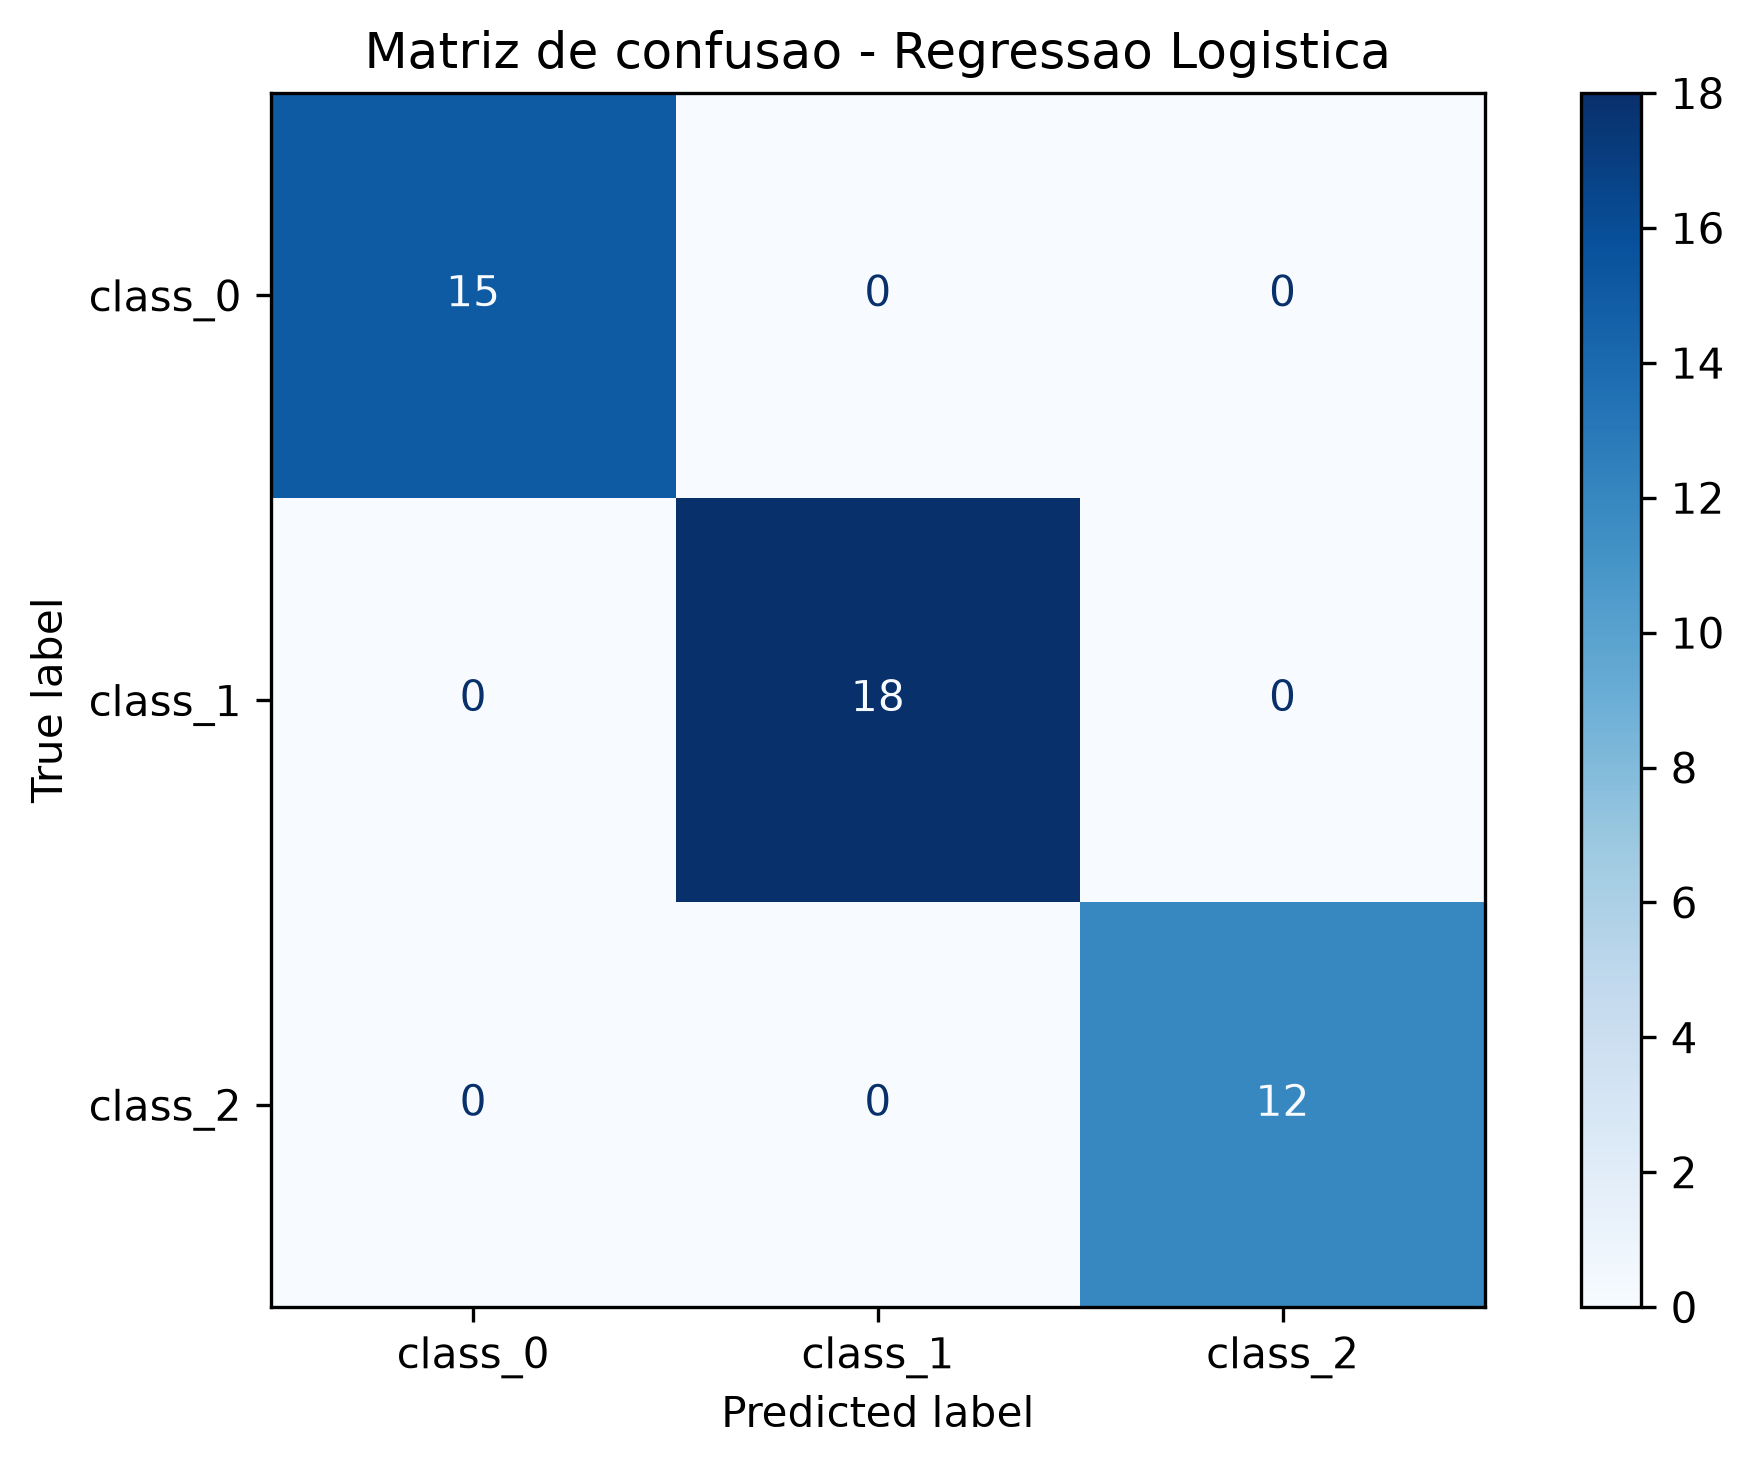 Matriz de confusao - Regressao Logistica
18
16
14
12
10
8
6
4
2
0
True label
class_0
15 0 0
class_1
0 18 0
class_2
0 0 12
class_0 class_1 class_2
Predicted label